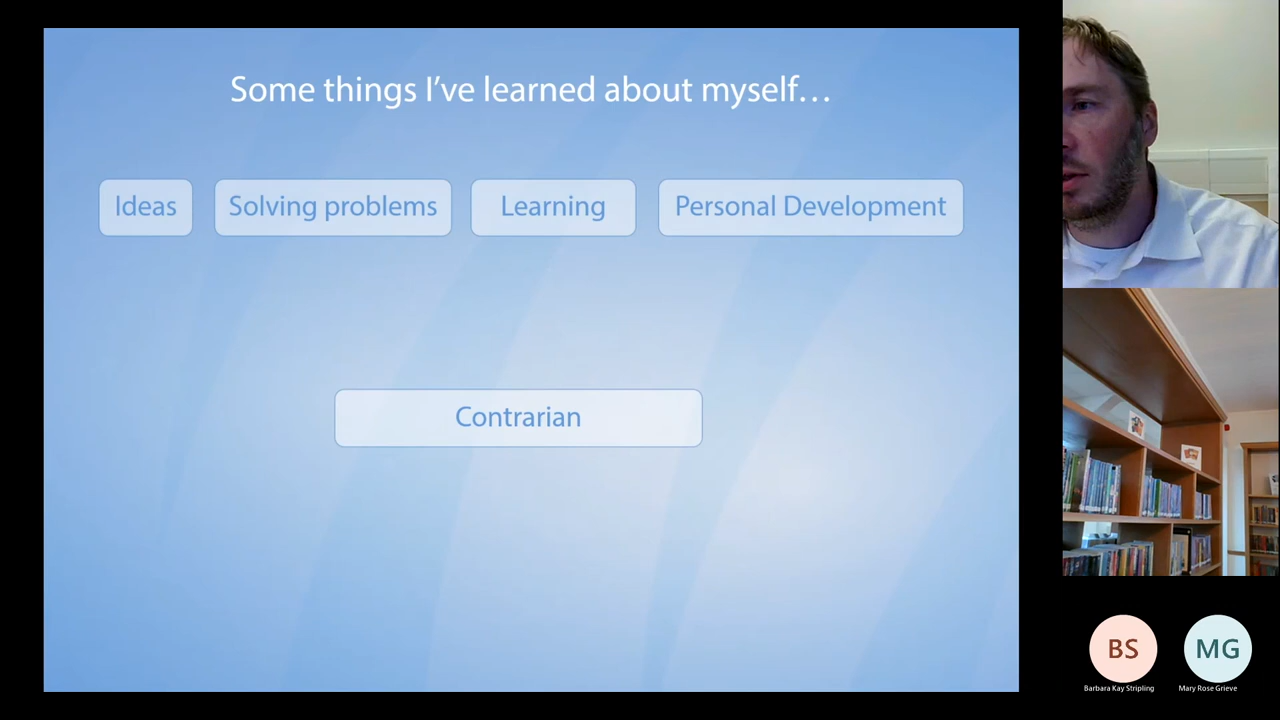 Some things I’ve learned about myself…
Ideas
Solving problems
Learning
Personal Development
Contrarian
BS
MG
Barbara Kay Stripling
Mary Rose Grieve